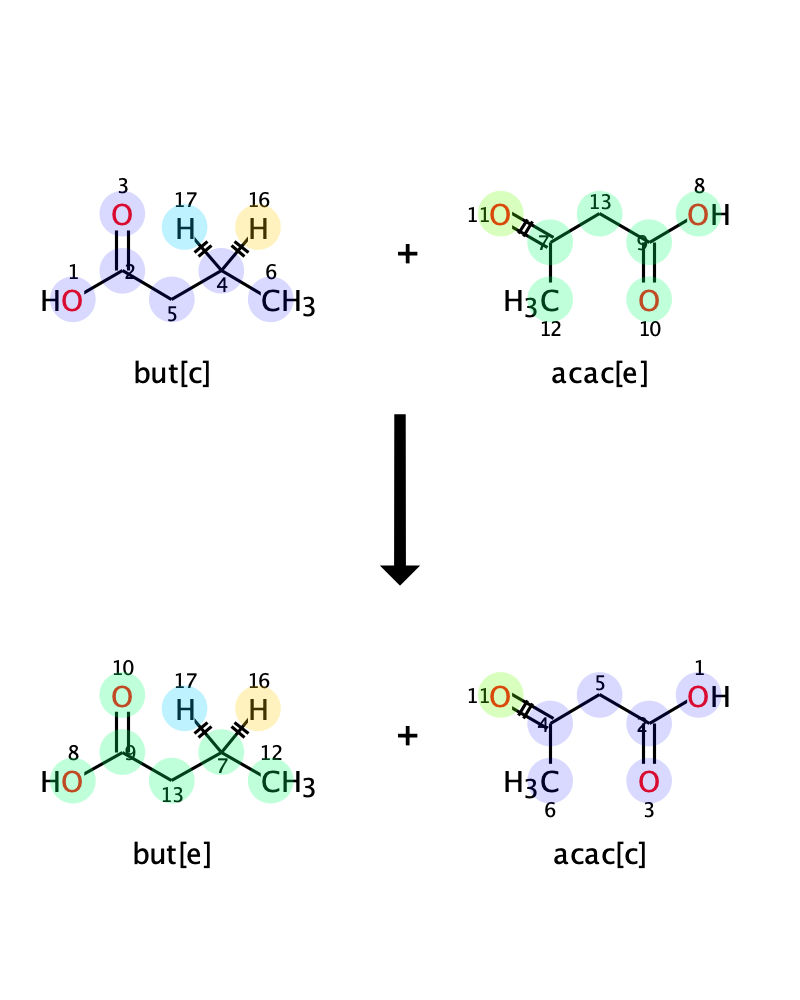 3 17 16 13 8
O H H 11O OH
+
1 2 6 7 9
HO 4 CH3 H3C O
5 12 10
but[c] acac[e]
10 17 16 5 1
O H H 11O OH
+
8 9 12 4 2
HO 7 CH3 H3C O
13 6 3
but[e] acac[c]